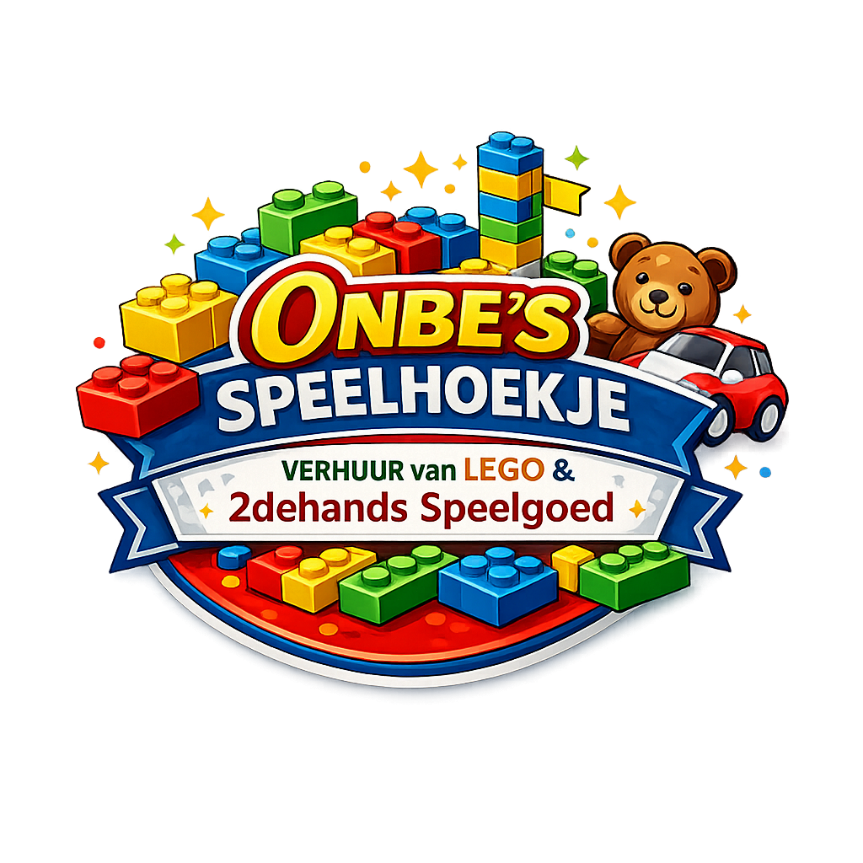 ONBE'S
SPEELHOEKJE
VERHUUR van LEGO &
2dehands Speelgoed